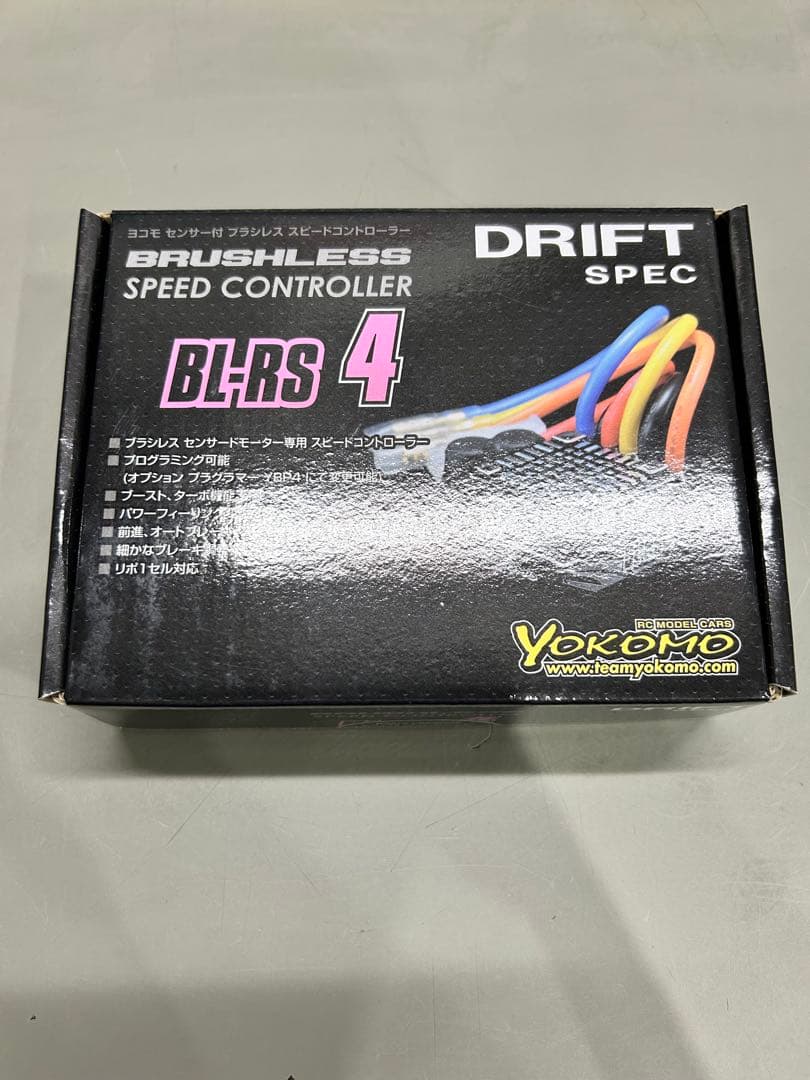 ヨコモ センサー付 ブラシレス スピードコントローラー
BRUSHLESS
SPEED CONTROLLER
DRIFT
SPEC
BL-RS 4
■ ブラシレス センサードモーター専用 スピードコントローラー
■ プログラミング可能
(オプション プラグラマー YBP4 にて変更可能)
■ ブースト、ターボ機能
■ パワーフィーリング
■ 前進、オートブレーキ
■ 細かなブレーキ
■ リポ1セル対応
RC MODEL CARS
YOKOMO
www.teamyokomo.com